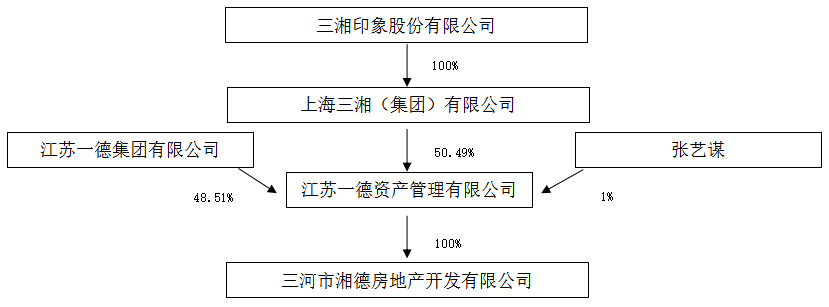 三湘印象股份有限公司
100%
上海三湘（集团）有限公司
江苏一德集团有限公司
50.49%
张艺谋
48.51%
江苏一德资产管理有限公司
1%
100%
三河市湘德房地产开发有限公司